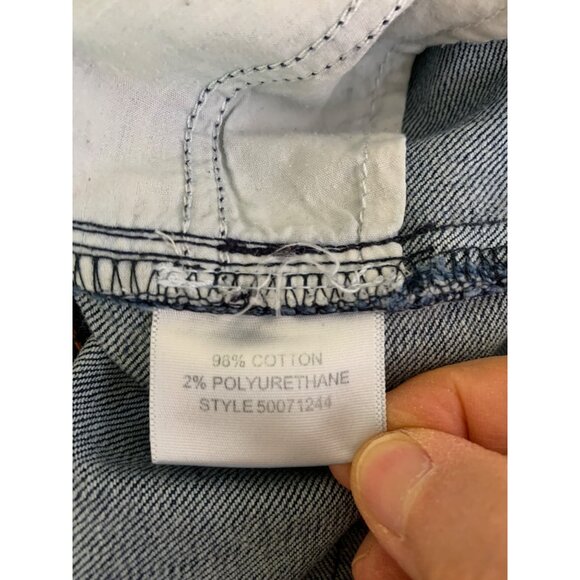 98% COTTON
2% POLYURETHANE
STYLE 50071244